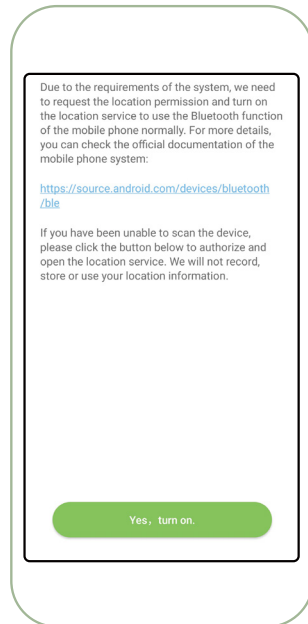 Due to the requirements of the system, we need
to request the location permission and turn on
the location service to use the Bluetooth function
of the mobile phone normally. For more details,
you can check the official documentation of the
mobile phone system:
https://source.android.com/devices/bluetooth
/ble
If you have been unable to scan the device,
please click the button below to authorize and
open the location service. We will not record,
store or use your location information.
Yes，turn on.